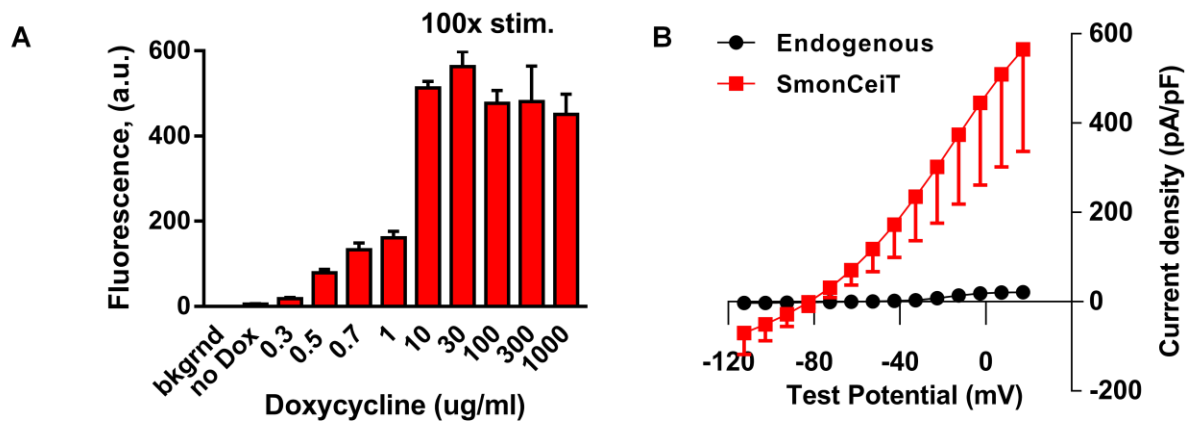 A
100x stim.
Fluorescence, (a.u.)
600
400
200
0
bkgrnd
no Dox
0.3
0.5
0.7
1
10
30
100
300
1000
Doxycycline (ug/ml)
B
Endogenous
SmonCeiT
600
400
200
0
-200
Current density (pA/pF)
-120
-80
-40
0
Test Potential (mV)